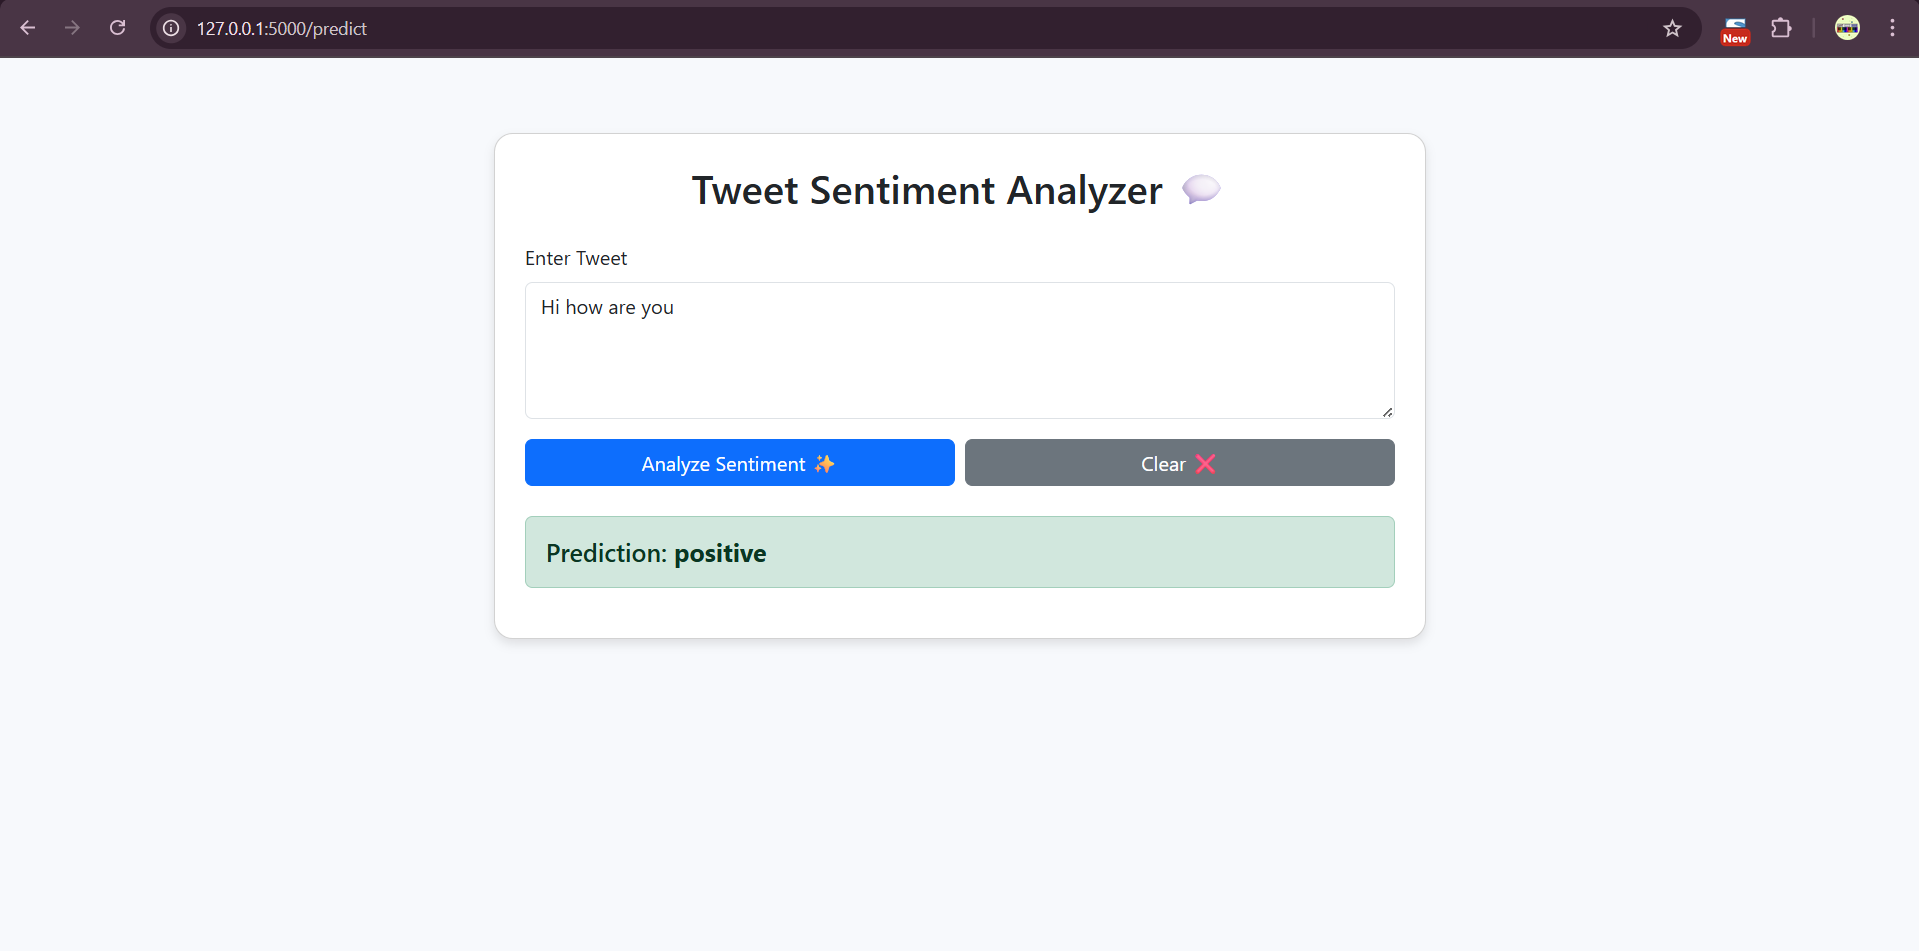 127.0.0.1:5000/predict
New
Tweet Sentiment Analyzer 💬
Enter Tweet
Hi how are you
Analyze Sentiment ✨
Clear ❌
Prediction: positive